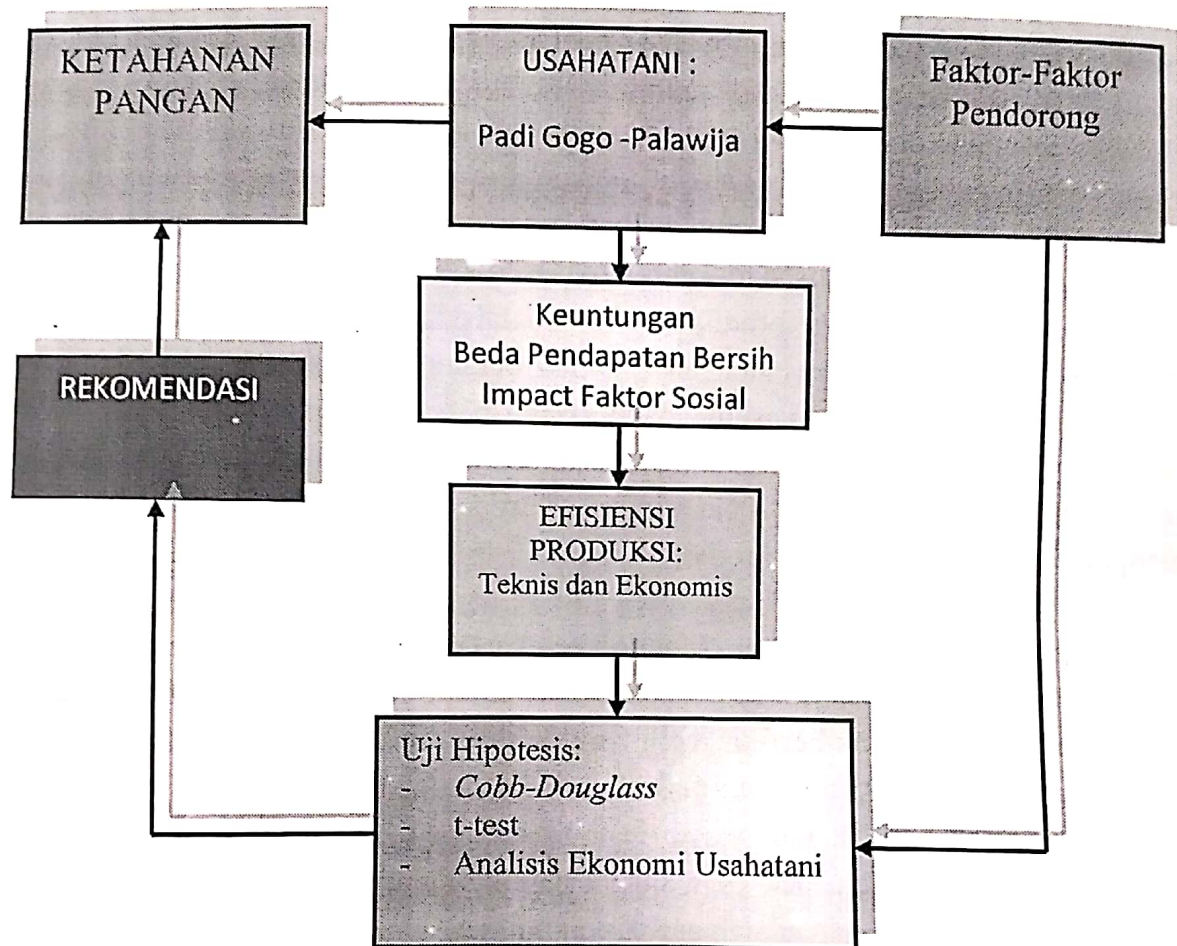 KETAHANAN
PANGAN
USAHATANI :
Padi Gogo -Palawija
Faktor-Faktor
Pendorong
Keuntungan
Beda Pendapatan Bersih
Impact Faktor Sosial
REKOMENDASI
EFISIENSI
PRODUKSI:
Teknis dan Ekonomis
Uji Hipotesis:
- Cobb-Douglass
- t-test
- Analisis Ekonomi Usahatani